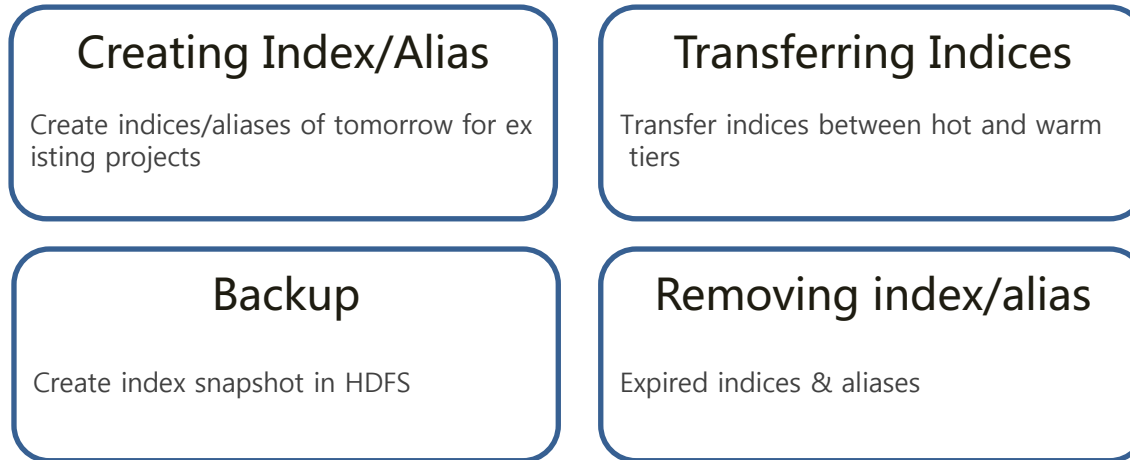 Creating Index/Alias
Create indices/aliases of tomorrow for ex
isting projects
Transferring Indices
Transfer indices between hot and warm
tiers
Backup
Create index snapshot in HDFS
Removing index/alias
Expired indices & aliases